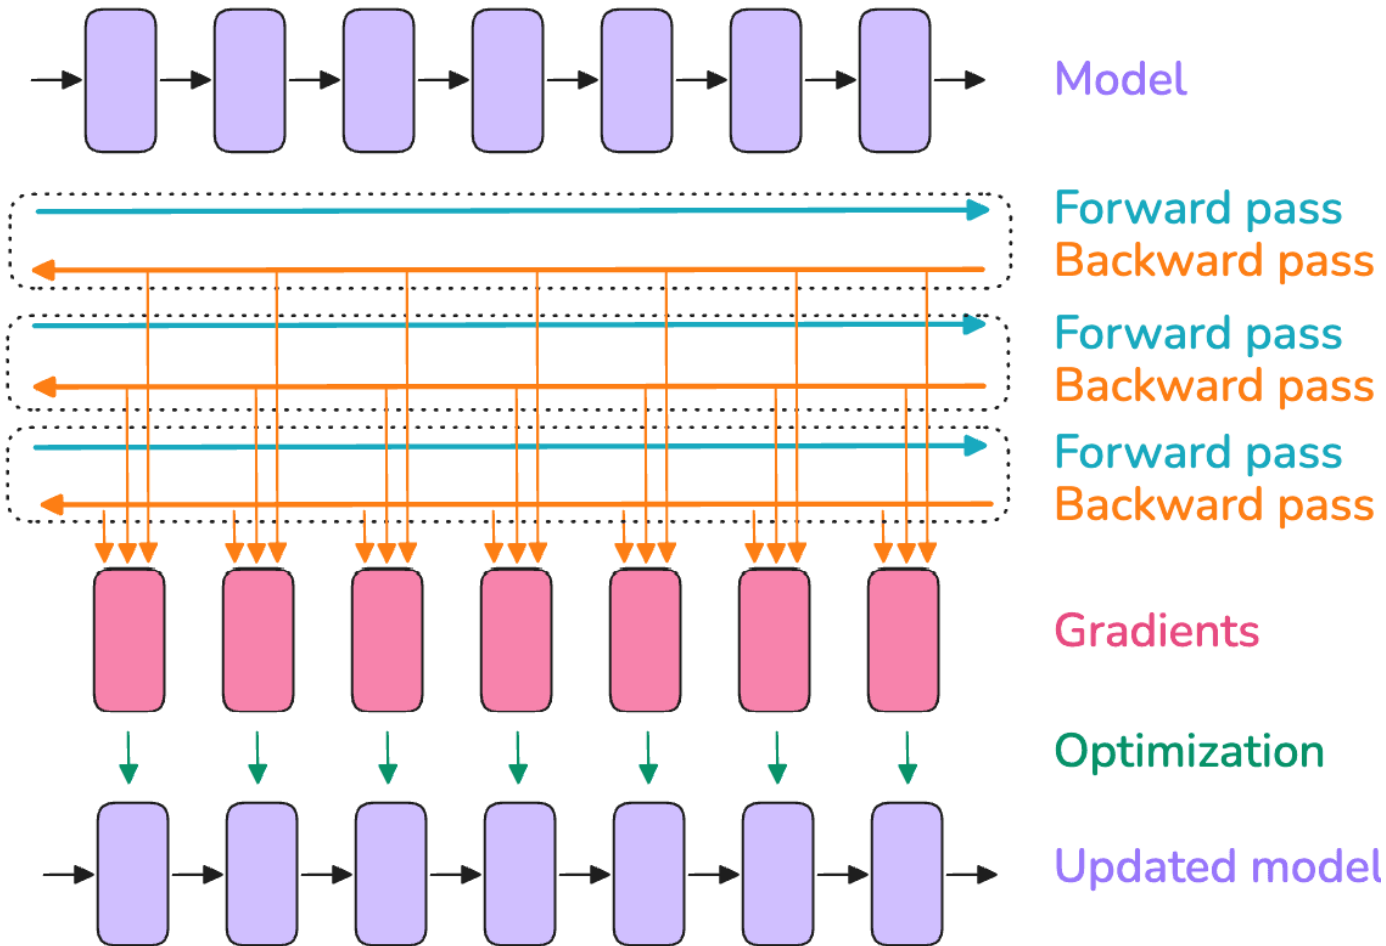 Model
Forward pass
Backward pass
Forward pass
Backward pass
Forward pass
Backward pass
Gradients
Optimization
Updated model